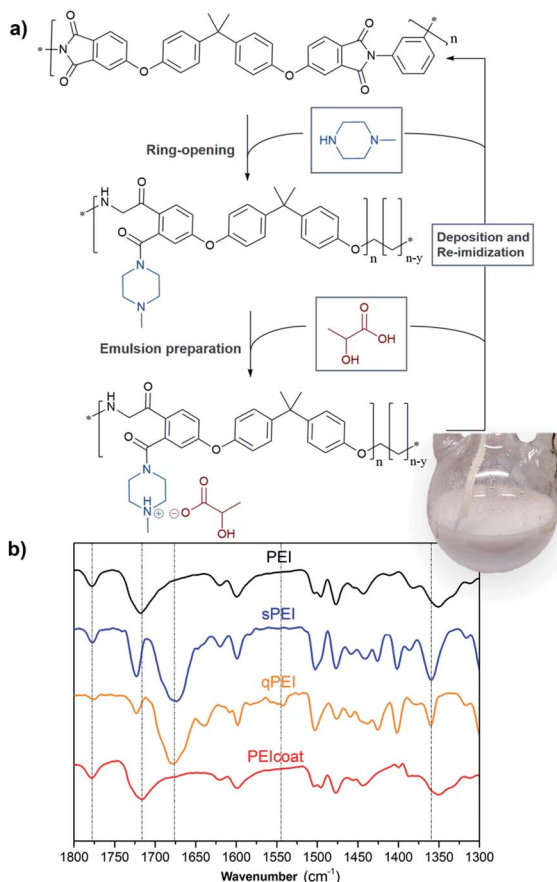 a)
*
N
O
O
O
O
O
O
N
*
n
Ring-opening
HN
N
Deposition and
Re-imidization
*
H
N
O
O
N
N
O
O
n
n-y
*
Emulsion preparation
O
OH
OH
*
H
N
O
O
N
H
N
⊕
O
⊖O
OH
O
O
n
n-y
*
b)
PEI
sPEI
qPEI
PEIcoat
1800 1750 1700 1650 1600 1550 1500 1450 1400 1350 1300
Wavenumber (cm⁻¹)